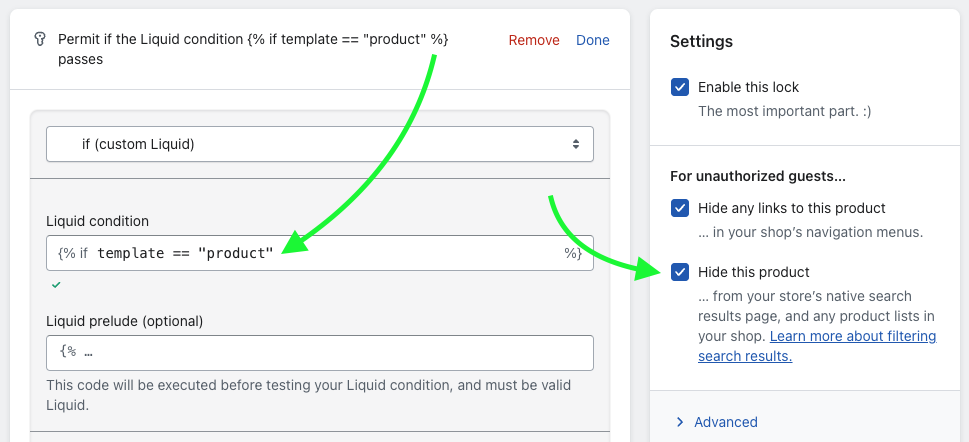 Permit if the Liquid condition {% if template == "product" %}
passes
Remove
Done
if (custom Liquid)
Liquid condition
{% if template == "product" %}
Liquid prelude (optional)
{% …
This code will be executed before testing your Liquid condition, and must be valid
Liquid.
Settings
Enable this lock
The most important part. :)
For unauthorized guests...
Hide any links to this product
… in your shop’s navigation menus.
Hide this product
… from your store’s native search
results page, and any product lists in
your shop. Learn more about filtering
search results.
Advanced